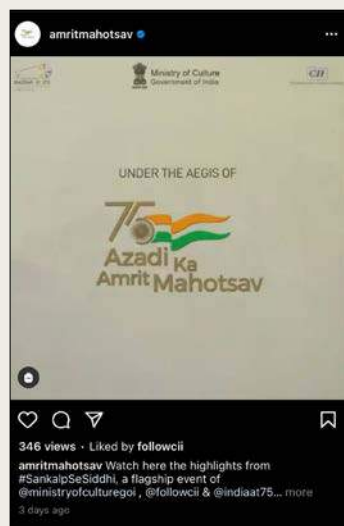 amritmahotsav
Ministry of Culture
Government of India
CII
UNDER THE AEGIS OF
75
Azadi Ka
Amrit Mahotsav
346 views · Liked by followcii
amritmahotsav Watch here the highlights from
#SankalpSeSiddhi, a flagship event of
@ministryofculturegoi , @followcii & @indiaat75... more
3 days ago